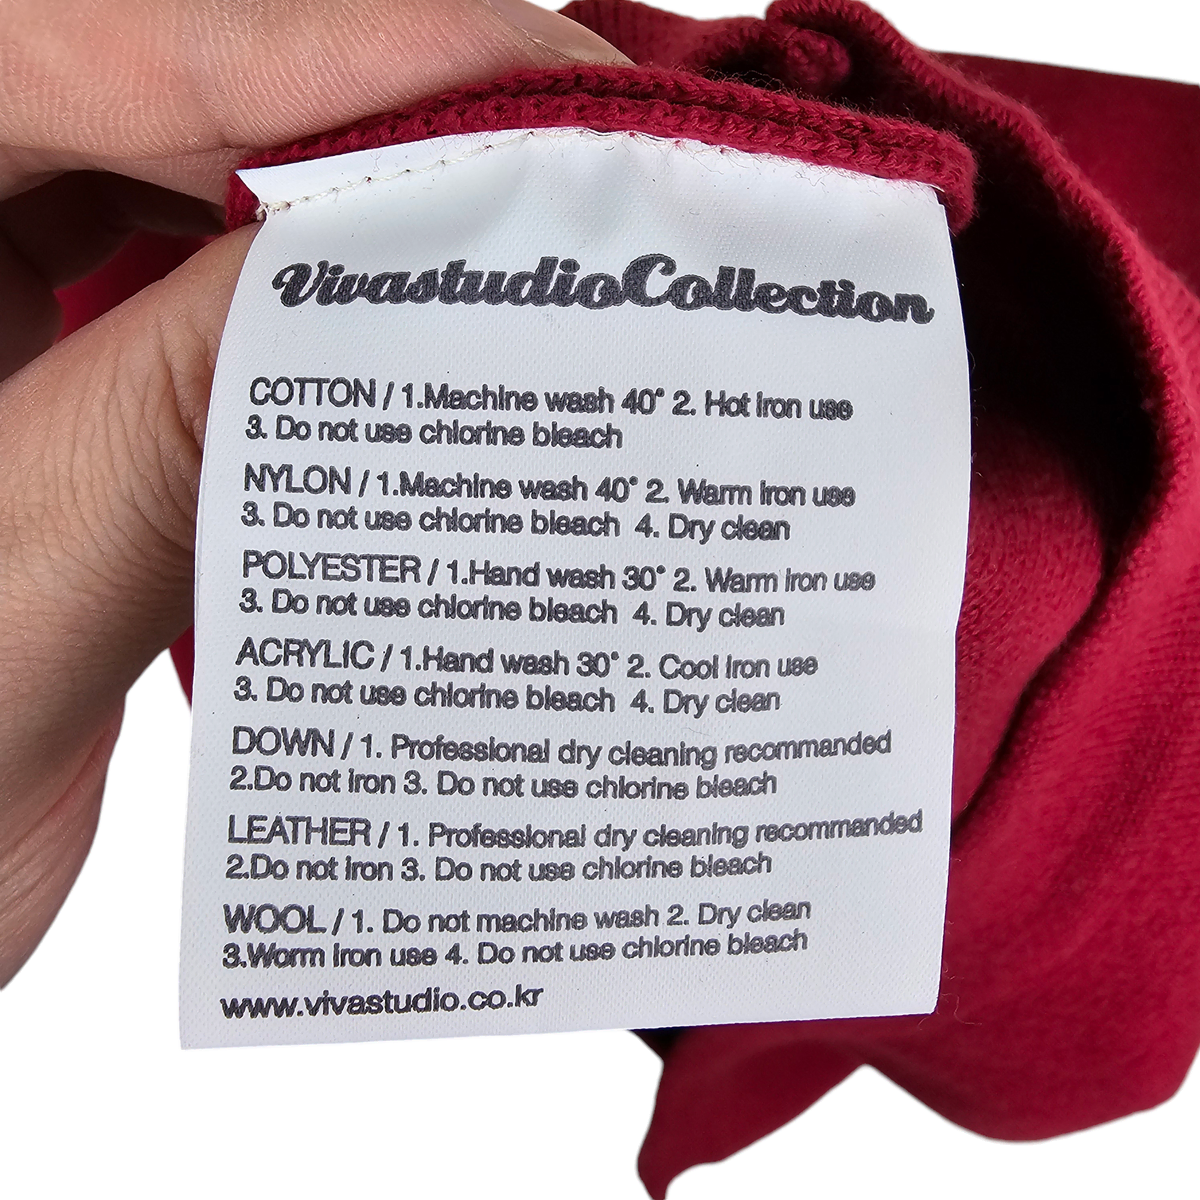 VivastudioCollection
COTTON / 1.Machine wash 40° 2. Hot iron use
3. Do not use chlorine bleach
NYLON / 1.Machine wash 40° 2. Warm iron use
3. Do not use chlorine bleach 4. Dry clean
POLYESTER / 1.Hand wash 30° 2. Warm iron use
3. Do not use chlorine bleach 4. Dry clean
ACRYLIC / 1.Hand wash 30° 2. Cool iron use
3. Do not use chlorine bleach 4. Dry clean
DOWN / 1. Professional dry cleaning recommanded
2.Do not iron 3. Do not use chlorine bleach
LEATHER / 1. Professional dry cleaning recommanded
2.Do not iron 3. Do not use chlorine bleach
WOOL / 1. Do not machine wash 2. Dry clean
3.Worm iron use 4. Do not use chlorine bleach
www.vivastudio.co.kr